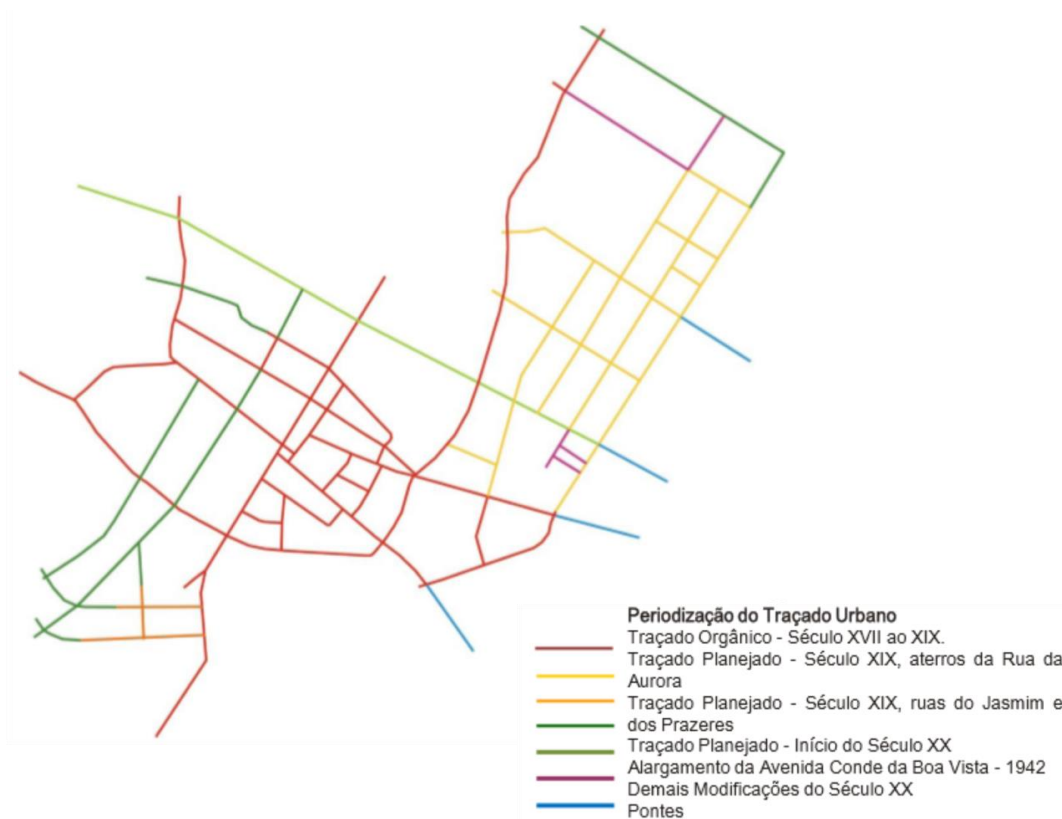 Periodização do Traçado Urbano
Traçado Orgânico - Século XVII ao XIX.
Traçado Planejado - Século XIX, aterros da Rua da
Aurora
Traçado Planejado - Século XIX, ruas do Jasmim e
dos Prazeres
Traçado Planejado - Início do Século XX
Alargamento da Avenida Conde da Boa Vista - 1942
Demais Modificações do Século XX
Pontes